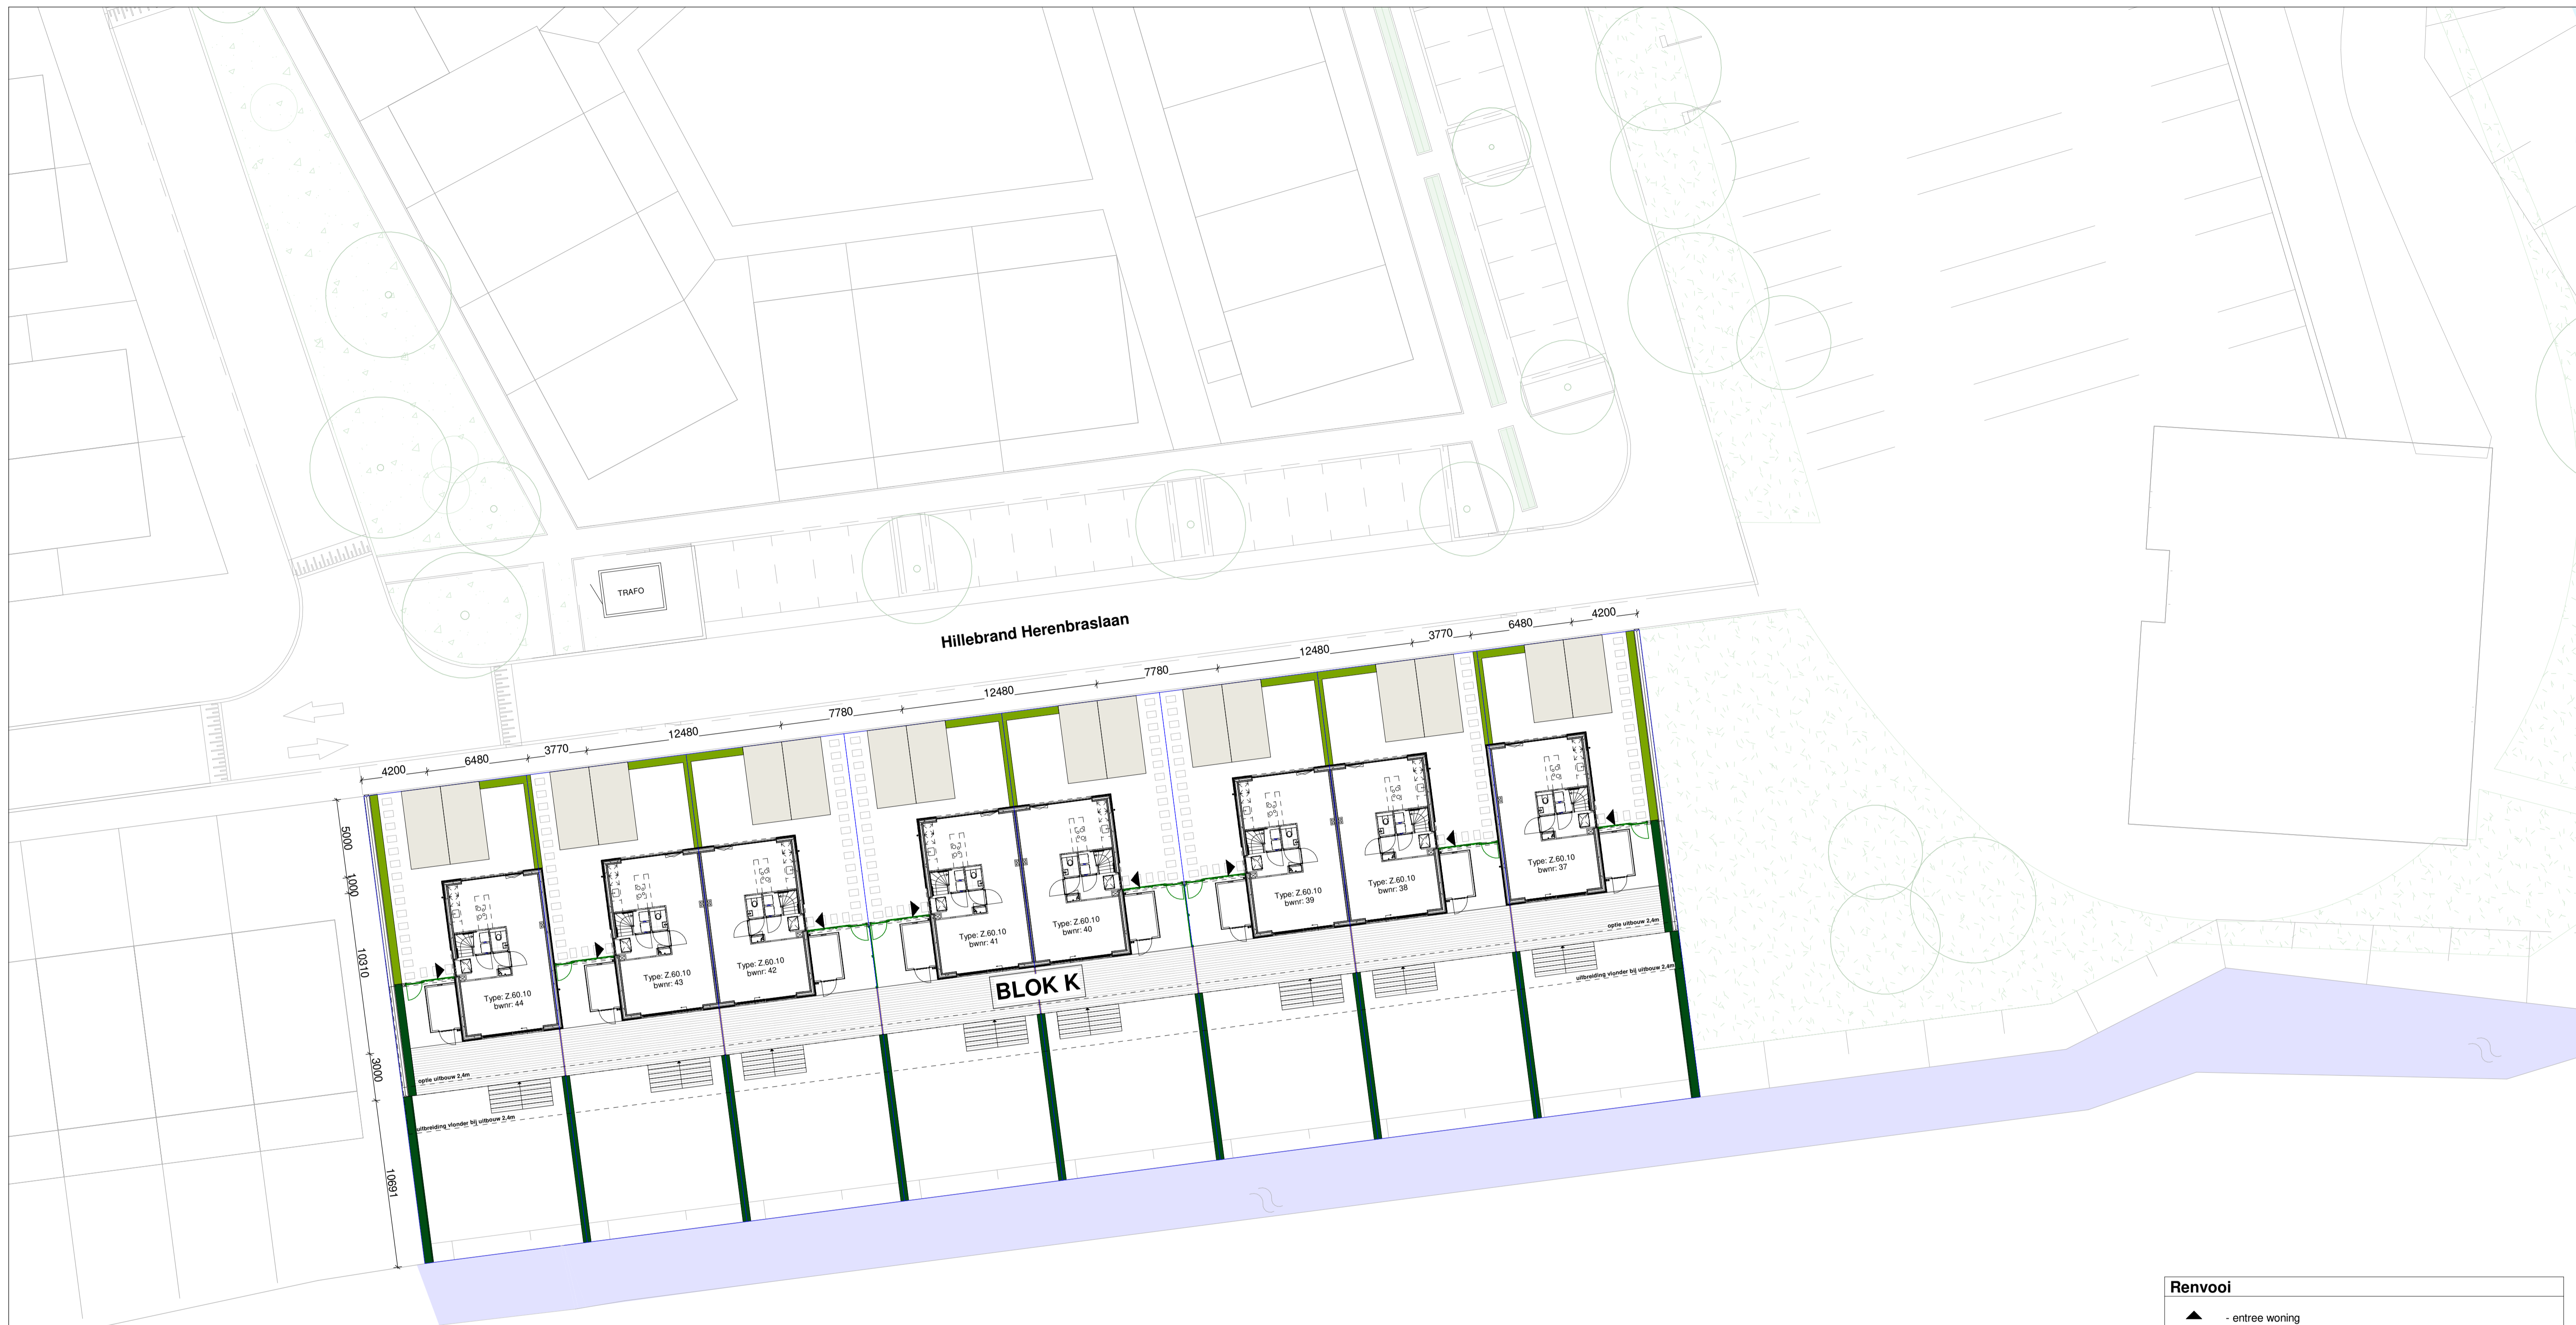 TRAFO
Hillebrand Herenbraslaan
4200
6480
3770
12480
7780
12480
7780
12480
3770
6480
4200
5000
1000
10310
3000
10691
Type: Z.60.10
bwnr: 44
Type: Z.60.10
bwnr: 43
Type: Z.60.10
bwnr: 42
Type: Z.60.10
bwnr: 41
Type: Z.60.10
bwnr: 40
Type: Z.60.10
bwnr: 39
Type: Z.60.10
bwnr: 38
Type: Z.60.10
bwnr: 37
BLOK K
optie uitbouw 2,4m
uitbreiding vlonder bij uitbouw 2,4m
optie uitbouw 2,4m
uitbreiding vlonder bij uitbouw 2,4m
Renvooi
- entree woning